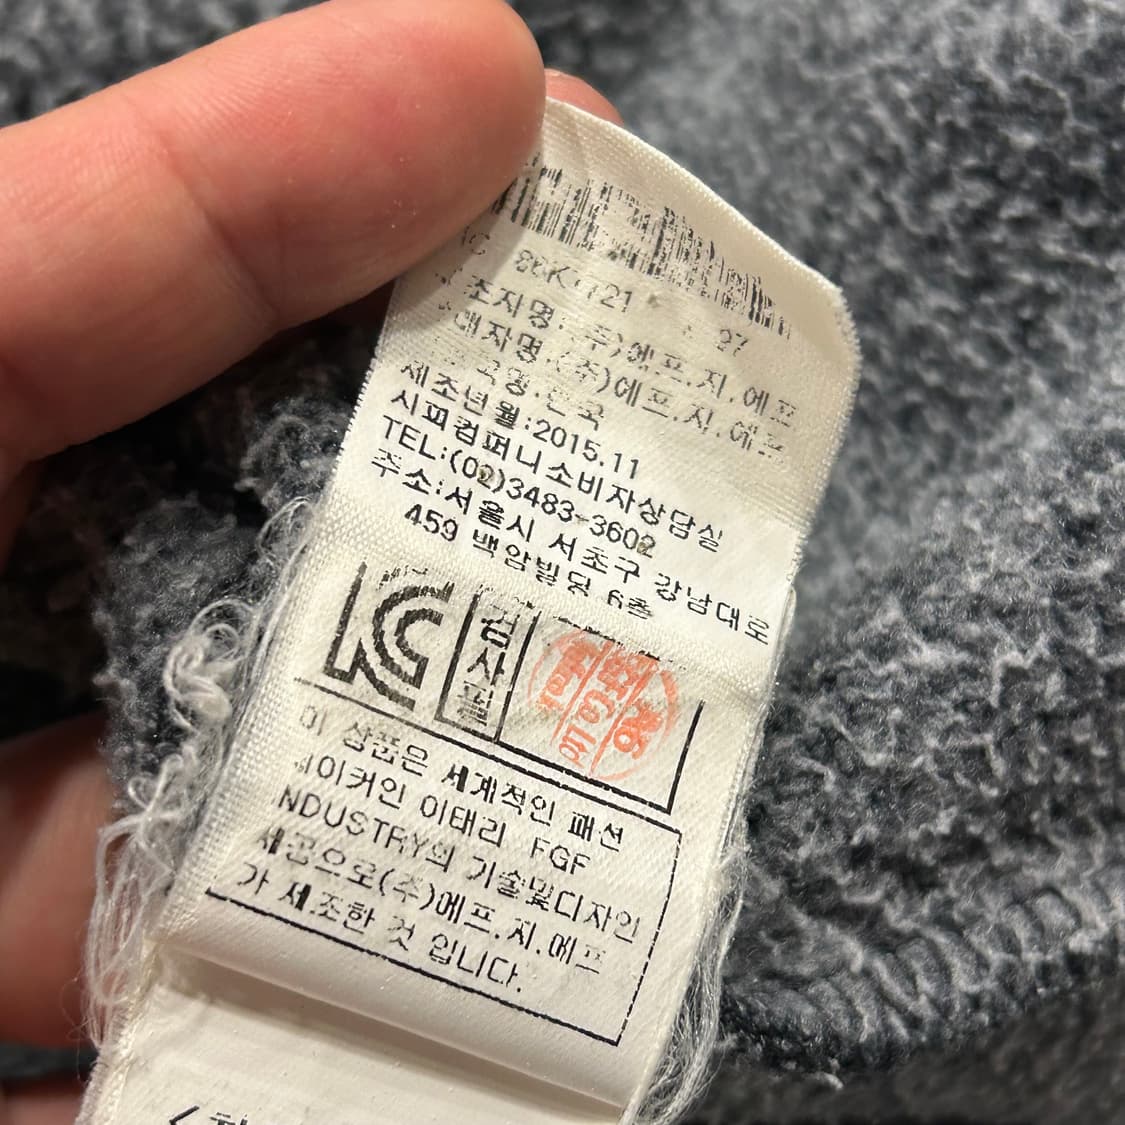 제조자명:(주)에프.지.에프
판매자명:(주)에프.지.에프
제조국명:한국
제조년월:2015.11
시피컴퍼니소비자상담실
TEL:(02)3483-3602
주소:서울시 서초구 강남대로
459 백암빌딩 6층
KC
검사필
이 상품은 세계적인 패션
메이커인 이태리 FGF
INDUSTRY의 기술및디자인
제공으로(주)에프.지.에프
가 제조한 것 입니다.